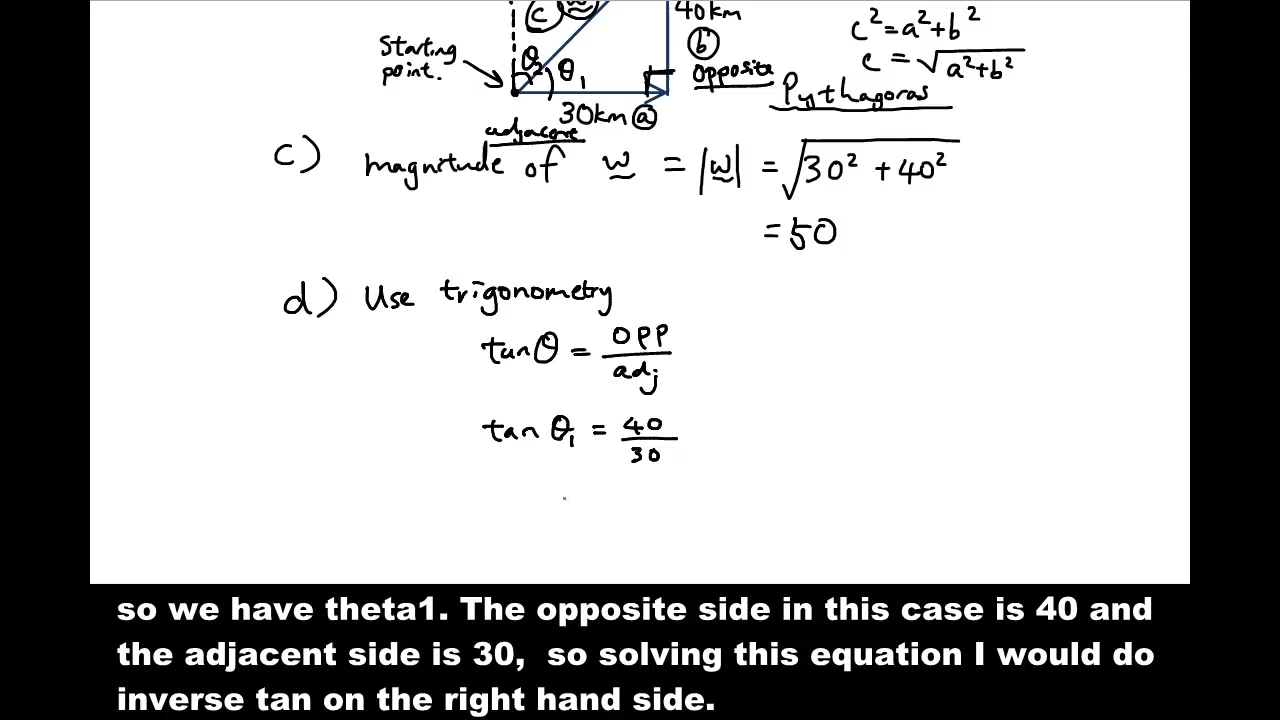 c w 40km
b
c² = a² + b²
c = √a² + b²
Pythagoras
Starting
point.
θ₂ θ₁
opposite
30km a
adjacent
c) magnitude of w = |w| = √30² + 40²
= 50
d) Use trigonometry
tanθ = opp
adj
tan θ₁ = 40
30
so we have theta1. The opposite side in this case is 40 and
the adjacent side is 30, so solving this equation I would do
inverse tan on the right hand side.